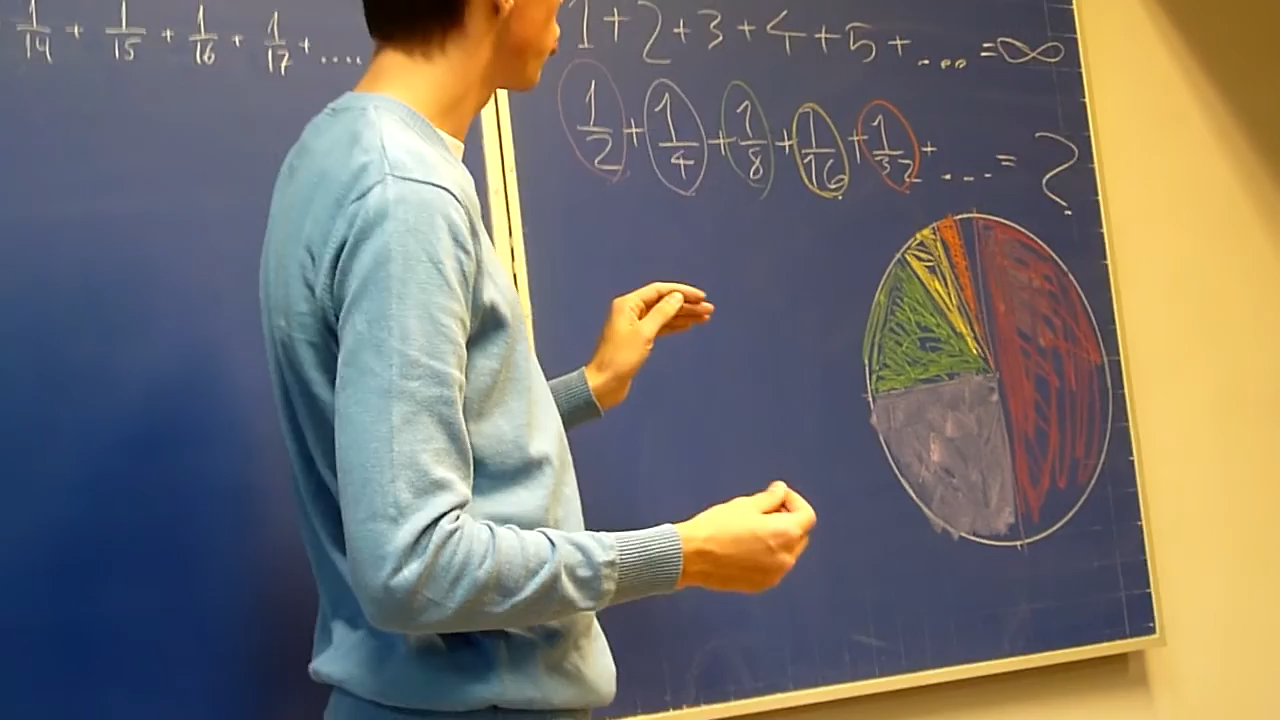 1/14 + 1/15 + 1/16 + 1/17 + ....
1+2+3+4+5+ .... =∞
1/2 + 1/4 + 1/8 + 1/16 + 1/32 + .... = ?